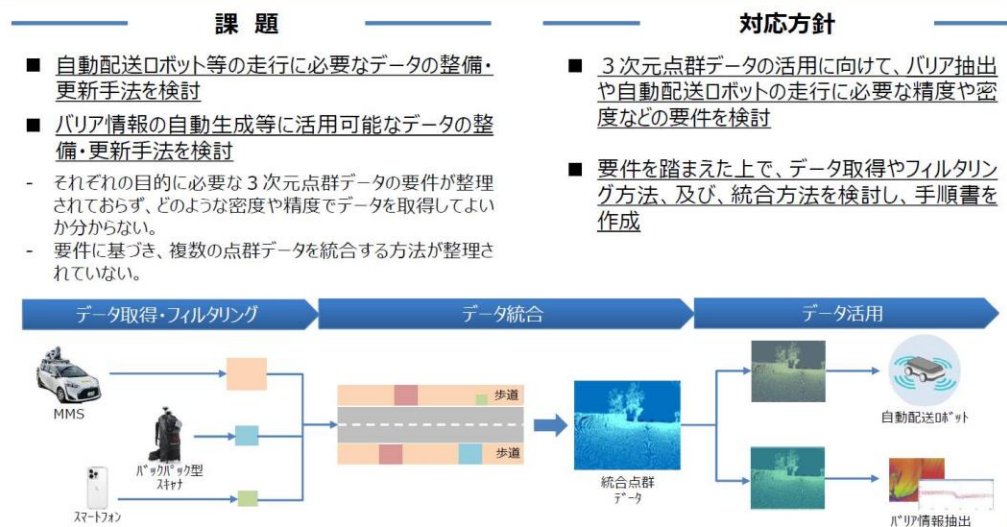 課 題
■ 自動配送ロボット等の走行に必要なデータの整備・
更新手法を検討
■ バリア情報の自動生成等に活用可能なデータの整
備・更新手法を検討
- それぞれの目的に必要な３次元点群データの要件が整理
されておらず、どのような密度や精度でデータを取得してよい
か分からない。
- 要件に基づき、複数の点群データを統合する方法が整理さ
れていない。
対応方針
■ ３次元点群データの活用に向けて、バリア抽出
や自動配送ロボットの走行に必要な精度や密
度などの要件を検討
■ 要件を踏まえた上で、データ取得やフィルタリン
グ方法、及び、統合方法を検討し、手順書を
作成
データ取得・フィルタリング
データ統合
データ活用
MMS
ﾊﾞｯｸﾊﾟｯｸ型
ｽｷｬﾅ
ｽﾏｰﾄﾌｫﾝ
歩道
歩道
統合点群
ﾃﾞｰﾀ
自動配送ﾛﾎﾞｯﾄ
ﾊﾞﾘｱ情報抽出